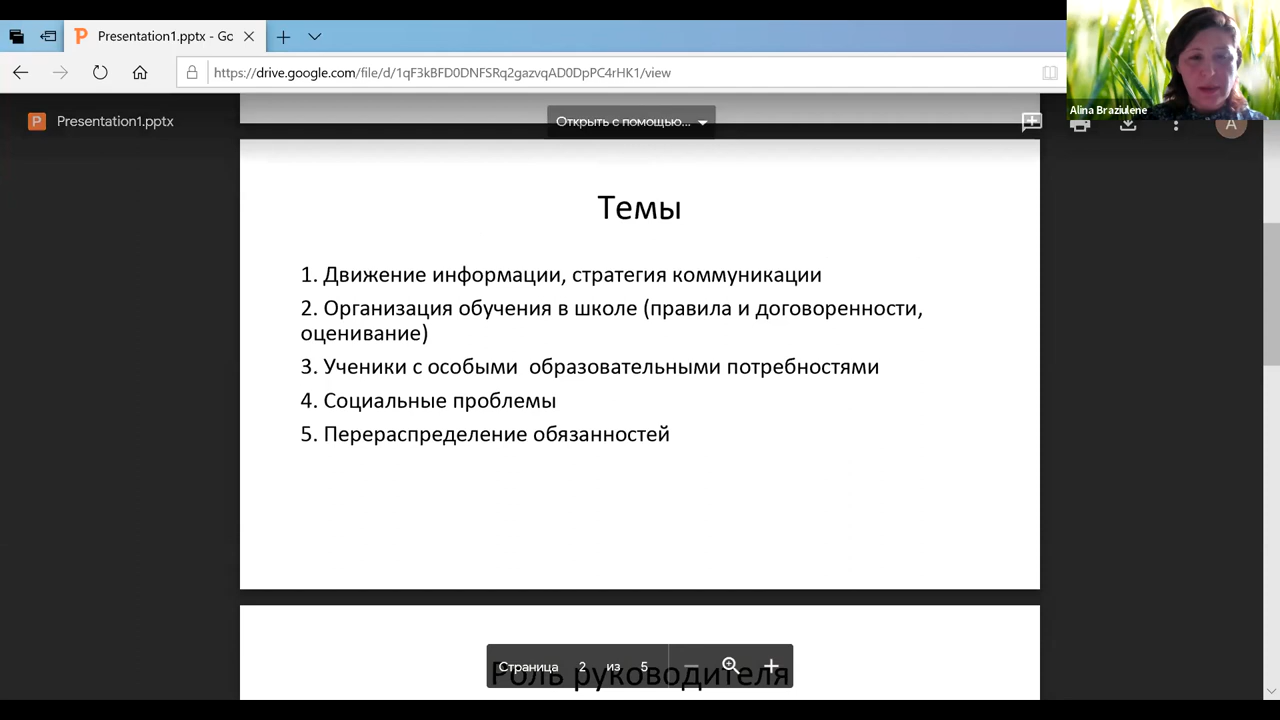 Presentation1.pptx - Gc
https://drive.google.com/file/d/1qF3kBFD0DNFSRq2gazvqAD0DpPC4rHK1/view
Alina Braziulene
Presentation1.pptx
Открыть с помощью...
A
Темы
1. Движение информации, стратегия коммуникации
2. Организация обучения в школе (правила и договоренности,
оценивание)
3. Ученики с особыми образовательными потребностями
4. Социальные проблемы
5. Перераспределение обязанностей
Страница 2 из 5
Роль руководителя